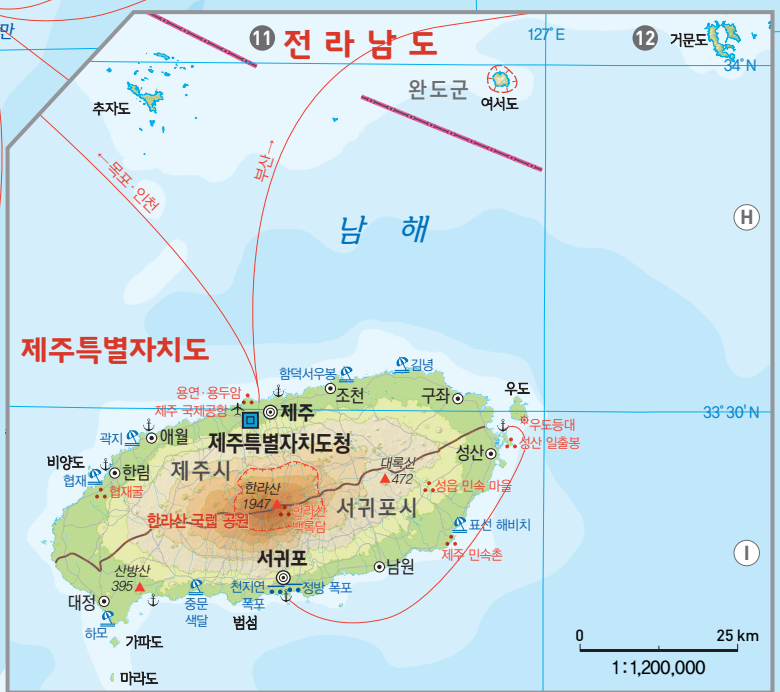 만
11
전라남도
127°E
12
거문도
34°N
추자도
완도군
여서도
←목포·인천
부산→
남 해
H
제주특별자치도
김녕
함덕서우봉
조천
구좌
우도
용연·용두암
제주 국제공항
제주
33°30′N
우도등대
곽지
애월
제주특별자치도청
성산 일출봉
비양도
한림
제주시
대록산
472
성산
협재
협재굴
한라산
1947
성읍 민속 마을
한라산
백록담
서귀포시
한라산 국립 공원
표선 해비치
제주 민속촌
I
서귀포
산방산
395
남원
천지연
폭포
정방 폭포
대정
중문
색달
범섬
하모
가파도
마라도
0
25 km
1:1,200,000